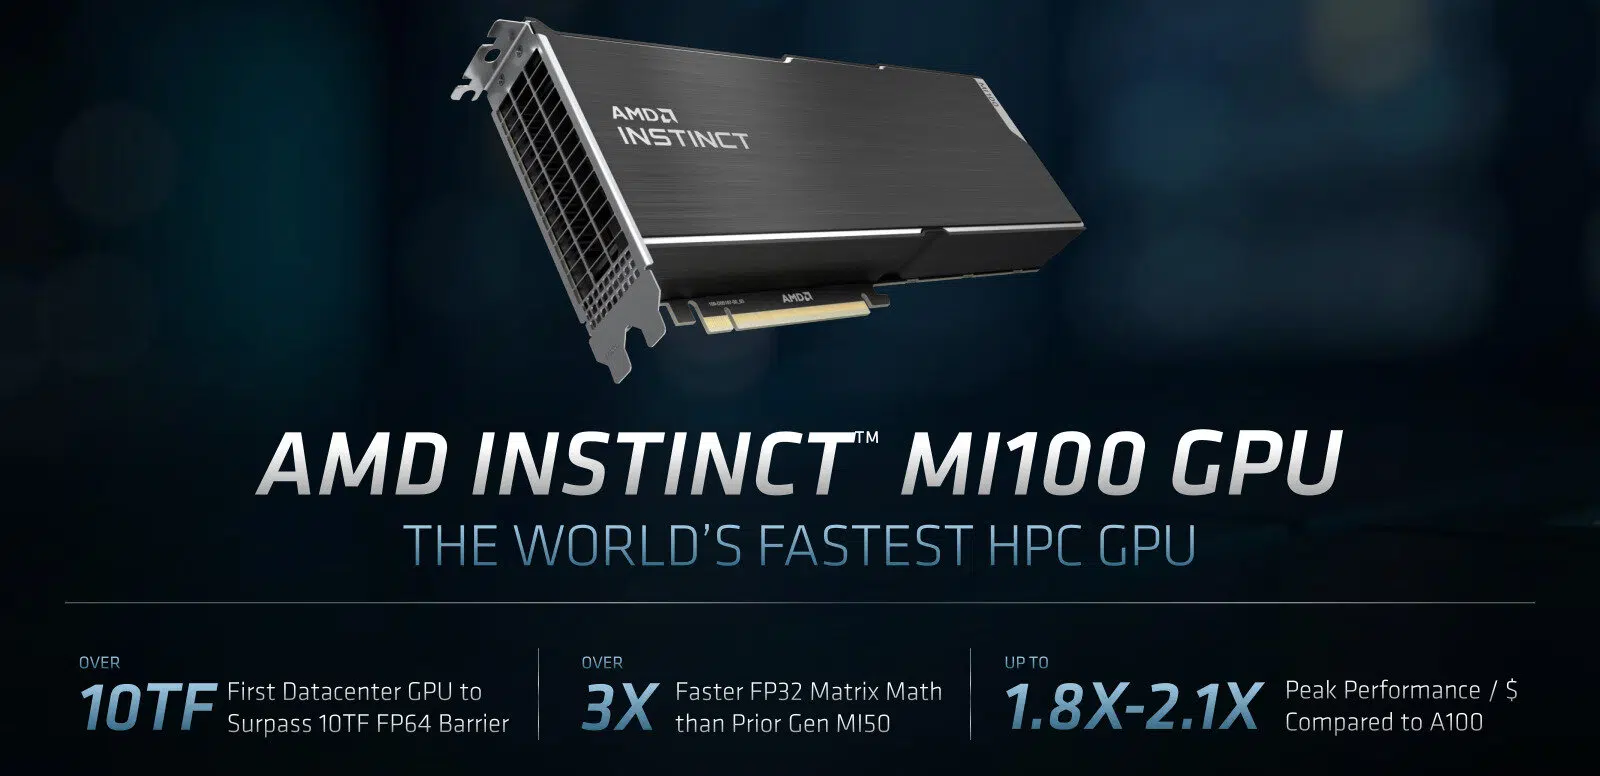 AMD
INSTINCT
MI100
AMD
AMD INSTINCT™ MI100 GPU
THE WORLD'S FASTEST HPC GPU
OVER
10TF
First Datacenter GPU to
Surpass 10TF FP64 Barrier
OVER
3X
Faster FP32 Matrix Math
than Prior Gen MI50
UP TO
1.8X-2.1X
Peak Performance / $
Compared to A100